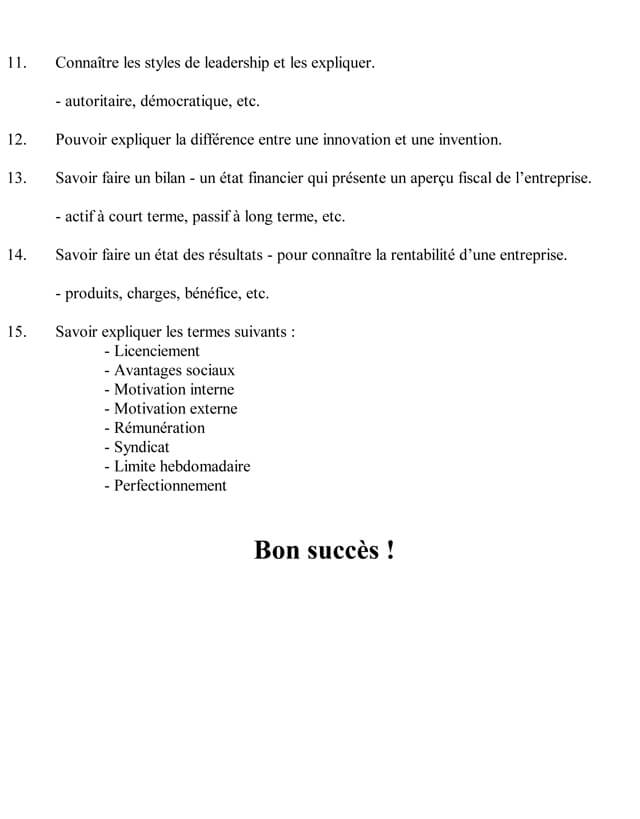 11. Connaître les styles de leadership et les expliquer.
- autoritaire, démocratique, etc.
12. Pouvoir expliquer la différence entre une innovation et une invention.
13. Savoir faire un bilan - un état financier qui présente un aperçu fiscal de l’entreprise.
- actif à court terme, passif à long terme, etc.
14. Savoir faire un état des résultats - pour connaître la rentabilité d’une entreprise.
- produits, charges, bénéfice, etc.
15. Savoir expliquer les termes suivants :
- Licenciement
- Avantages sociaux
- Motivation interne
- Motivation externe
- Rémunération
- Syndicat
- Limite hebdomadaire
- Perfectionnement
Bon succès !